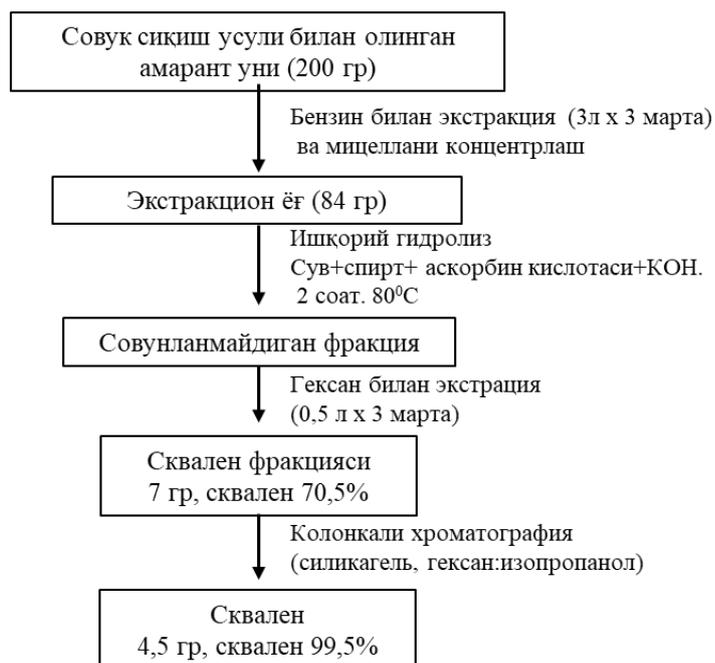 Совук сиқиш усули билан олинган
амарант уни (200 гр)
Бензин билан экстракция (3л х 3 марта)
ва мицеллани концентрлаш
Экстракцион ёғ (84 гр)
Ишқорий гидролиз
Сув+спирт+ аскорбин кислотаси+КОН.
2 соат. 80⁰С
Совунланмайдиган фракция
Гексан билан экстрация
(0,5 л х 3 марта)
Сквален фракцияси
7 гр, сквален 70,5%
Колонкали хроматография
(силикагель, гексан:изопропанол)
Сквален
4,5 гр, сквален 99,5%